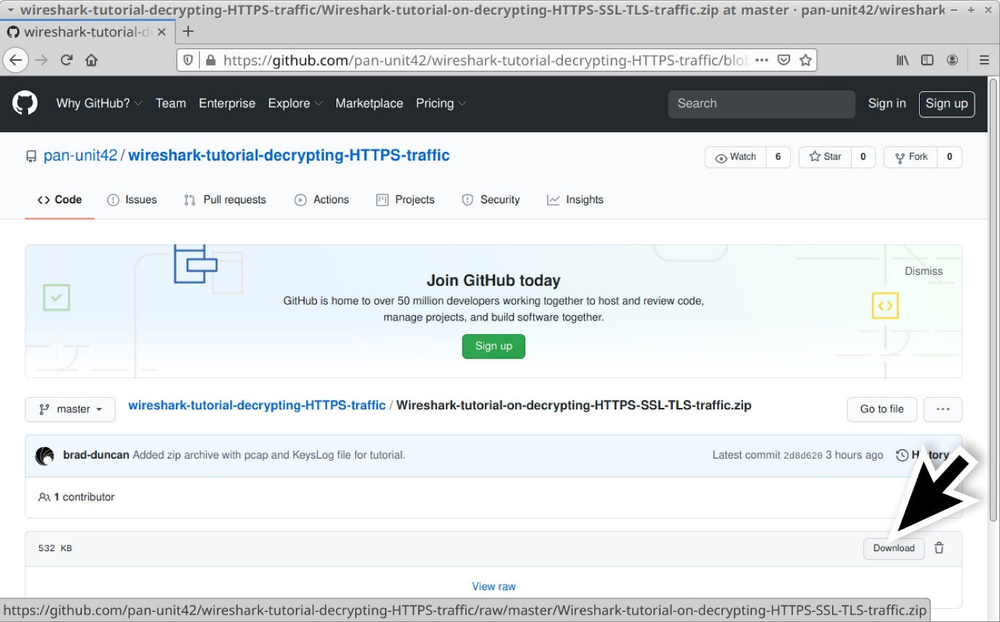 wireshark-tutorial-decrypting-HTTPS-traffic/Wireshark-tutorial-on-decrypting-HTTPS-SSL-TLS-traffic.zip at master · pan-unit42/wireshark
wireshark-tutorial-d
https://github.com/pan-unit42/wireshark-tutorial-decrypting-HTTPS-traffic/blo
Why GitHub? Team Enterprise Explore Marketplace Pricing Search Sign in Sign up
pan-unit42 / wireshark-tutorial-decrypting-HTTPS-traffic Watch 6 Star 0 Fork 0
Code Issues Pull requests Actions Projects Security Insights
Dismiss
Join GitHub today
GitHub is home to over 50 million developers working together to host and review code,
manage projects, and build software together.
Sign up
master wireshark-tutorial-decrypting-HTTPS-traffic / Wireshark-tutorial-on-decrypting-HTTPS-SSL-TLS-traffic.zip Go to file ...
brad-duncan Added zip archive with pcap and KeysLog file for tutorial. Latest commit 2d8d620 3 hours ago History
1 contributor
532 KB Download
View raw
https://github.com/pan-unit42/wireshark-tutorial-decrypting-HTTPS-traffic/raw/master/Wireshark-tutorial-on-decrypting-HTTPS-SSL-TLS-traffic.zip